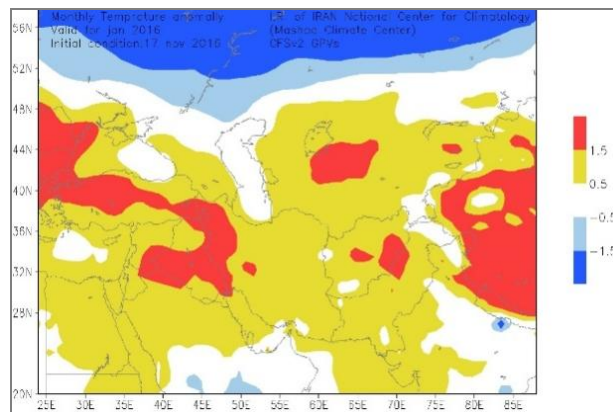 Monthly Temprature anomaly
Valid for jan 2016
Initial condition:17 nov 2016
of IRAN National Center for Climatology
(Mashad Climate Center)
CFSv2 GPVs
56N
52N
48N
44N
40N
36N
32N
28N
20N
25E 30E 35E 40E 45E 50E 55E 60E 65E 70E 75E 80E 85E
1.5
0.5
-0.5
-1.5